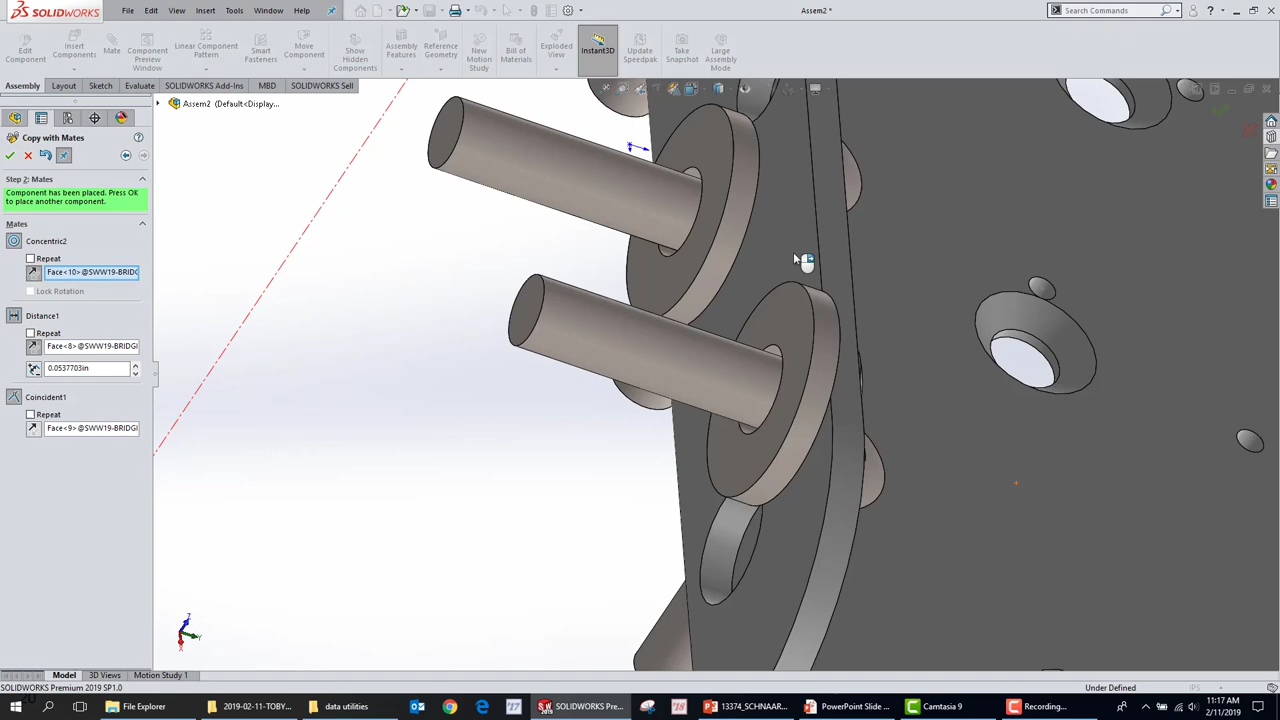 SOLIDWORKS
File Edit View Insert Tools Window Help
Assem2 *
Search Commands
Edit Component
Insert Components
Mate
Component Preview Window
Linear Component Pattern
Smart Fasteners
Move Component
Show Hidden Components
Assembly Features
Reference Geometry
New Motion Study
Bill of Materials
Exploded View
Instant3D
Update Speedpak
Take Snapshot
Large Assembly Mode
Assembly Layout Sketch Evaluate SOLIDWORKS Add-Ins MBD SOLIDWORKS Sell
Assem2 (Default<Display...
Copy with Mates
Step 2: Mates
Component has been placed. Press OK
to place another component.
Mates
Concentric2
Repeat
Face<10>@SWW19-BRIDG
Lock Rotation
Distance1
Repeat
Face<8>@SWW19-BRIDGI
0.0537703in
Coincident1
Repeat
Face<9>@SWW19-BRIDGI
Z
Y
X
Model 3D Views Motion Study 1
SOLIDWORKS Premium 2019 SP1.0
Under Defined
IPS
20
File Explorer
2019-02-11-TOBY...
data utilities
SOLIDWORKS Pre...
13374_SCHNAAR...
PowerPoint Slide ...
Camtasia 9
Recording...
11:17 AM
2/11/2019